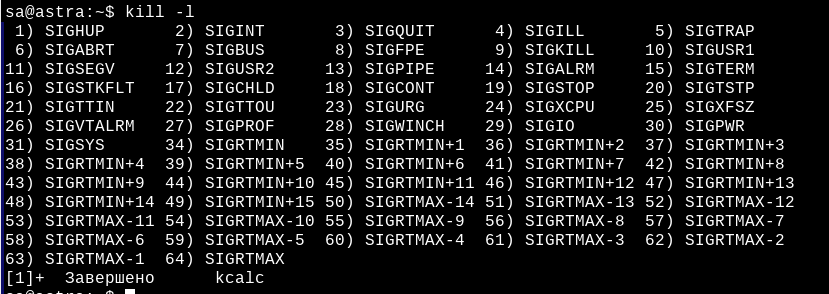 sa@astra:~$ kill -l
 1) SIGHUP       2) SIGINT       3) SIGQUIT      4) SIGILL       5) SIGTRAP
 6) SIGABRT      7) SIGBUS       8) SIGFPE       9) SIGKILL     10) SIGUSR1
11) SIGSEGV     12) SIGUSR2     13) SIGPIPE     14) SIGALRM     15) SIGTERM
16) SIGSTKFLT   17) SIGCHLD     18) SIGCONT     19) SIGSTOP     20) SIGTSTP
21) SIGTTIN     22) SIGTTOU     23) SIGURG      24) SIGXCPU     25) SIGXFSZ
26) SIGVTALRM   27) SIGPROF     28) SIGWINCH    29) SIGIO       30) SIGPWR
31) SIGSYS      34) SIGRTMIN    35) SIGRTMIN+1  36) SIGRTMIN+2  37) SIGRTMIN+3
38) SIGRTMIN+4  39) SIGRTMIN+5  40) SIGRTMIN+6  41) SIGRTMIN+7  42) SIGRTMIN+8
43) SIGRTMIN+9  44) SIGRTMIN+10 45) SIGRTMIN+11 46) SIGRTMIN+12 47) SIGRTMIN+13
48) SIGRTMIN+14 49) SIGRTMIN+15 50) SIGRTMAX-14 51) SIGRTMAX-13 52) SIGRTMAX-12
53) SIGRTMAX-11 54) SIGRTMAX-10 55) SIGRTMAX-9  56) SIGRTMAX-8  57) SIGRTMAX-7
58) SIGRTMAX-6  59) SIGRTMAX-5  60) SIGRTMAX-4  61) SIGRTMAX-3  62) SIGRTMAX-2
63) SIGRTMAX-1  64) SIGRTMAX
[1]+  Завершено      kcalc
sa@astra:~$